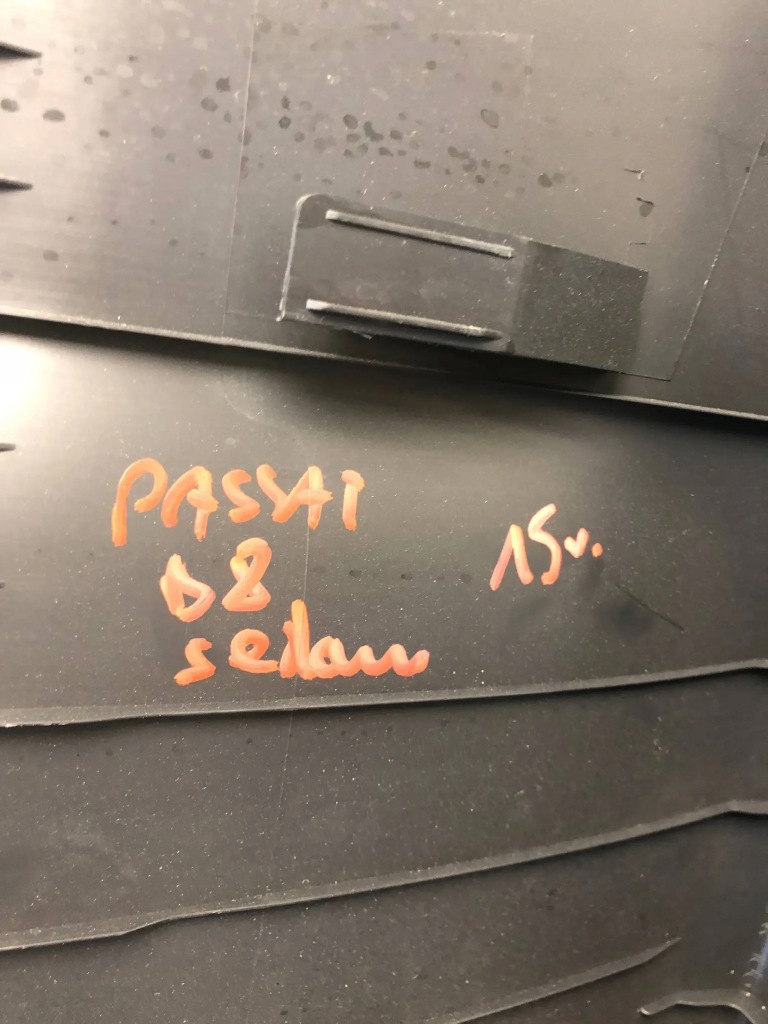 PASSAT
B8
sedan
15v.